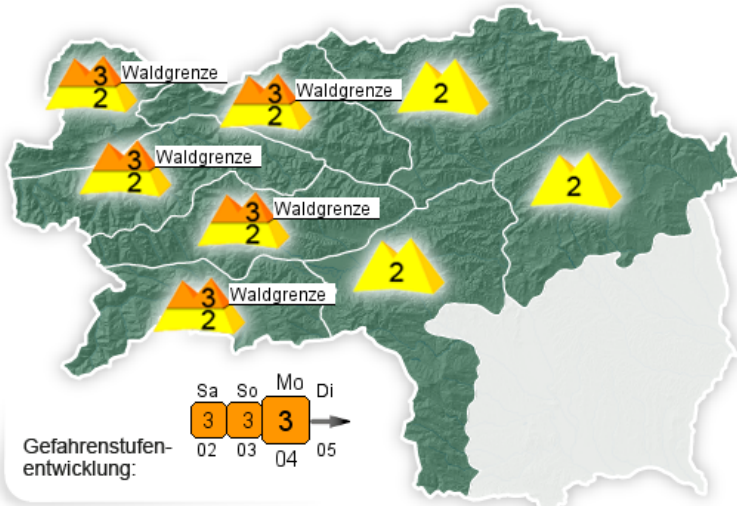 3 Waldgrenze
2
3 Waldgrenze
2
2
3 Waldgrenze
2
2
3 Waldgrenze
2
2
3 Waldgrenze
2
Sa So Mo Di
3 3 3
02 03 04 05
Gefahrenstufen-
entwicklung: